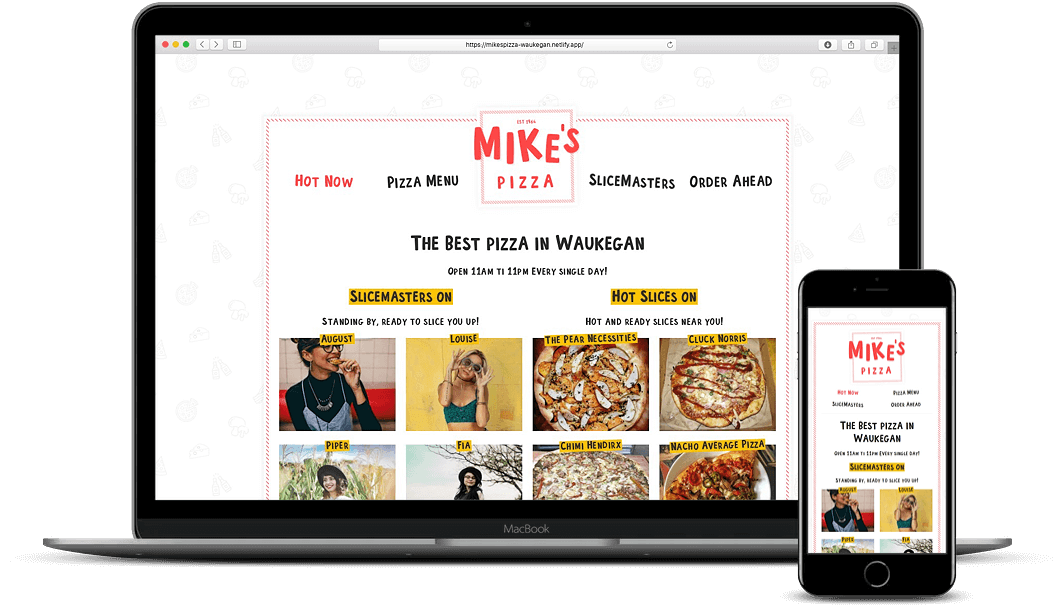 https://mikespizza-waukegan.netlify.app/
EST 1964
MIKE'S
PIZZA
HOT NOW
PIZZA MENU
SLICEMASTERS
ORDER AHEAD
THE BEST PIZZA IN WAUKEGAN
OPEN 11AM TI 11PM EVERY SINGLE DAY!
SLICEMASTERS ON
STANDING BY, READY TO SLICE YOU UP!
AUGUST
LOUISE
PIPER
FIA
HOT SLICES ON
HOT AND READY SLICES NEAR YOU!
THE PEAR NECESSITIES
CLUCK NORRIS
CHIMI HENDIRX
NACHO AVERAGE PIZZA
MacBook
MIKE'S
PIZZA
HOT NOW
PIZZA MENU
SLICEMASTERS
ORDER AHEAD
THE BEST PIZZA IN
WAUKEGAN
OPEN 11AM TI 11PM EVERY SINGLE DAY!
SLICEMASTERS ON
STANDING BY, READY TO SLICE YOU UP!
AUGUST
LOUISE
PIPER
FIA